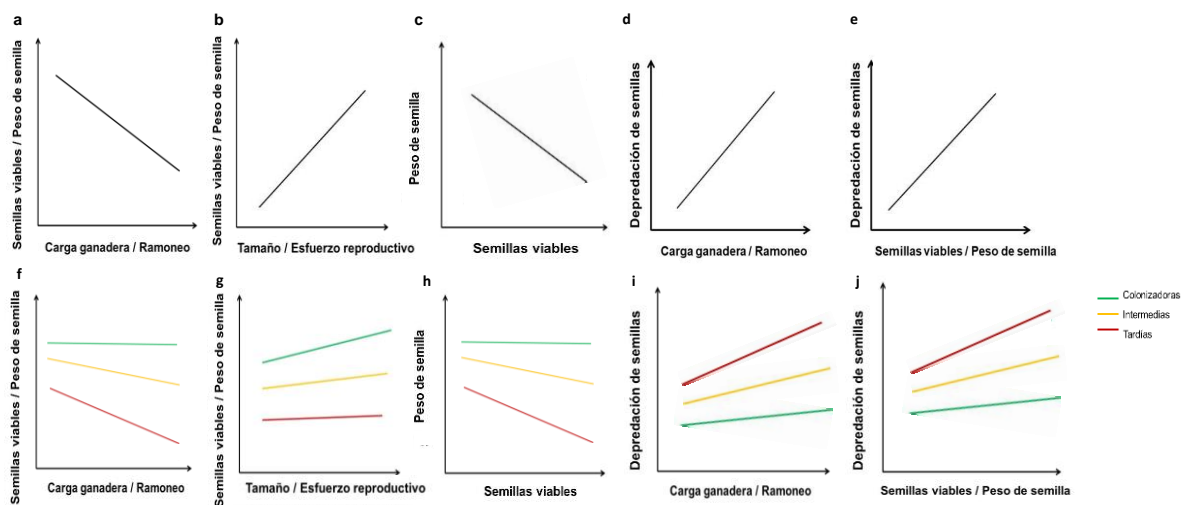 a
Semillas viables / Peso de semilla
Carga ganadera / Ramoneo
b
Semillas viables / Peso de semilla
Tamaño / Esfuerzo reproductivo
c
Peso de semilla
Semillas viables
d
Depredación de semillas
Carga ganadera / Ramoneo
e
Depredación de semillas
Semillas viables / Peso de semilla
f
Semillas viables / Peso de semilla
Carga ganadera / Ramoneo
g
Semillas viables / Peso de semilla
Tamaño / Esfuerzo reproductivo
h
Peso de semilla
Semillas viables
i
Depredación de semillas
Carga ganadera / Ramoneo
j
Depredación de semillas
Semillas viables / Peso de semilla
Colonizadoras
Intermedias
Tardías